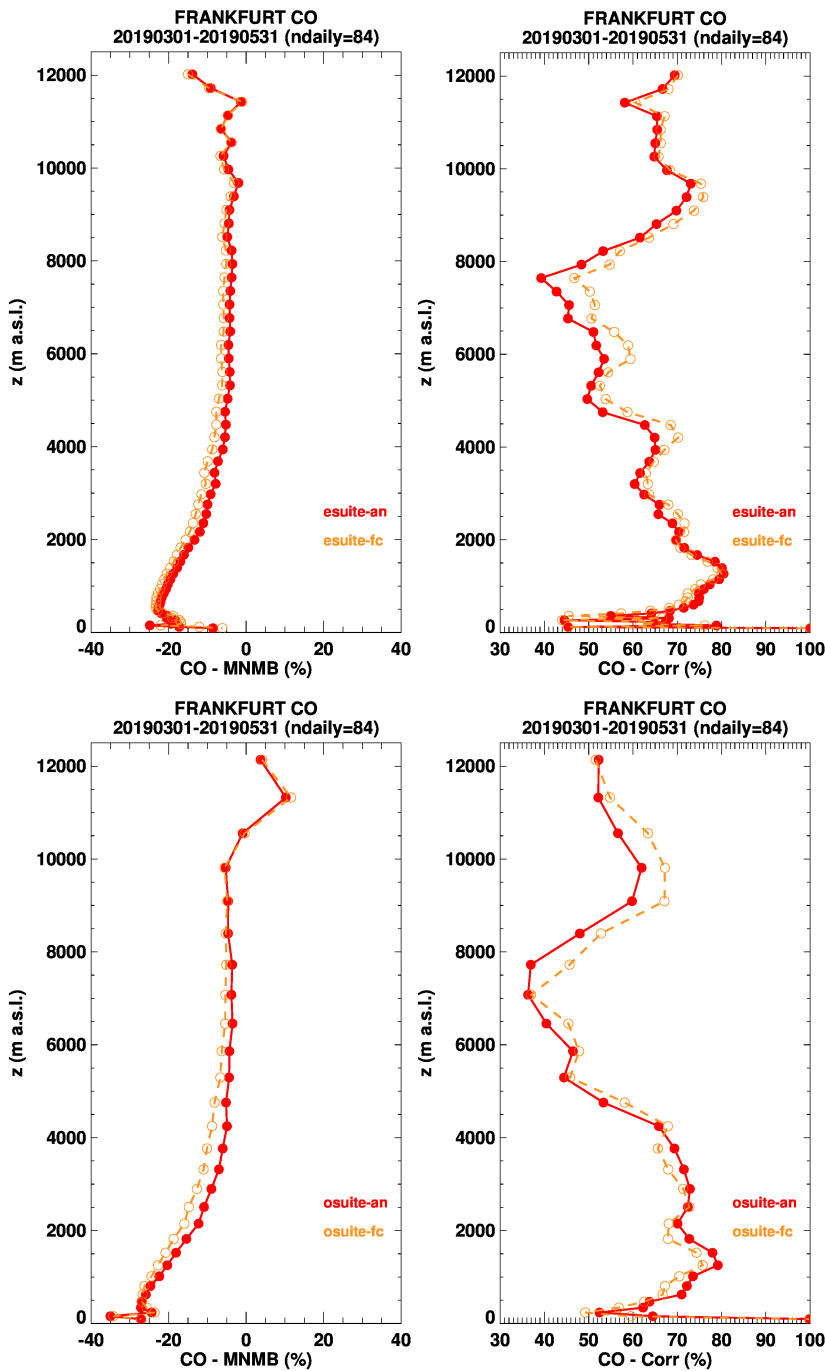 FRANKFURT CO
20190301-20190531 (ndaily=84)
12000
10000
8000
6000
4000
2000
0
z (m a.s.l.)
esuite-an
esuite-fc
-40 -20 0 20 40
CO - MNMB (%)
FRANKFURT CO
20190301-20190531 (ndaily=84)
12000
10000
8000
6000
4000
2000
0
z (m a.s.l.)
esuite-an
esuite-fc
30 40 50 60 70 80 90 100
CO - Corr (%)
FRANKFURT CO
20190301-20190531 (ndaily=84)
12000
10000
8000
6000
4000
2000
0
z (m a.s.l.)
osuite-an
osuite-fc
-40 -20 0 20 40
CO - MNMB (%)
FRANKFURT CO
20190301-20190531 (ndaily=84)
12000
10000
8000
6000
4000
2000
0
z (m a.s.l.)
osuite-an
osuite-fc
30 40 50 60 70 80 90 100
CO - Corr (%)